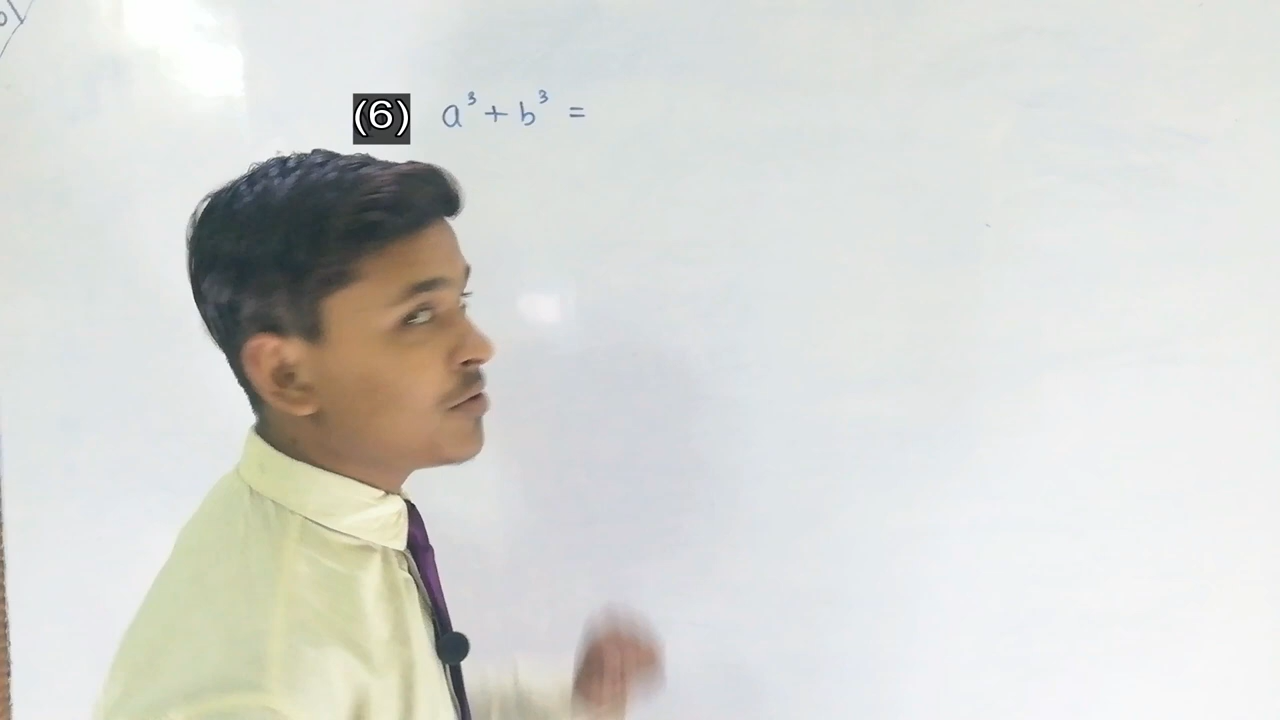 (6) a³ + b³ =